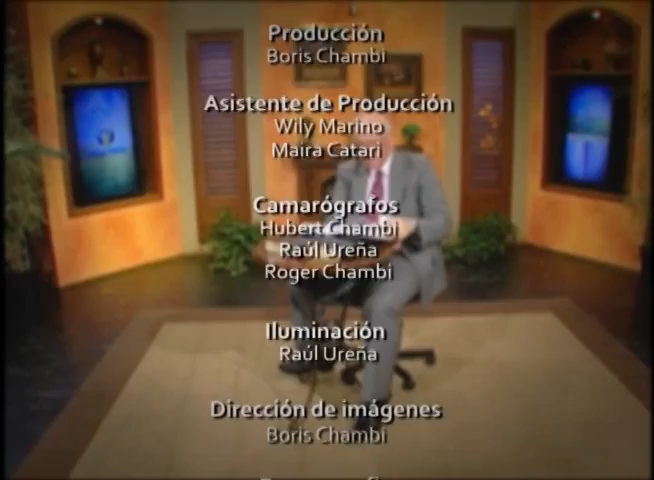 Producción
Boris Chambi
Asistente de Producción
Wily Marino
Maira Catari
Camarógrafos
Hubert Chambi
Raúl Ureña
Roger Chambi
Iluminación
Raúl Ureña
Dirección de imágenes
Boris Chambi